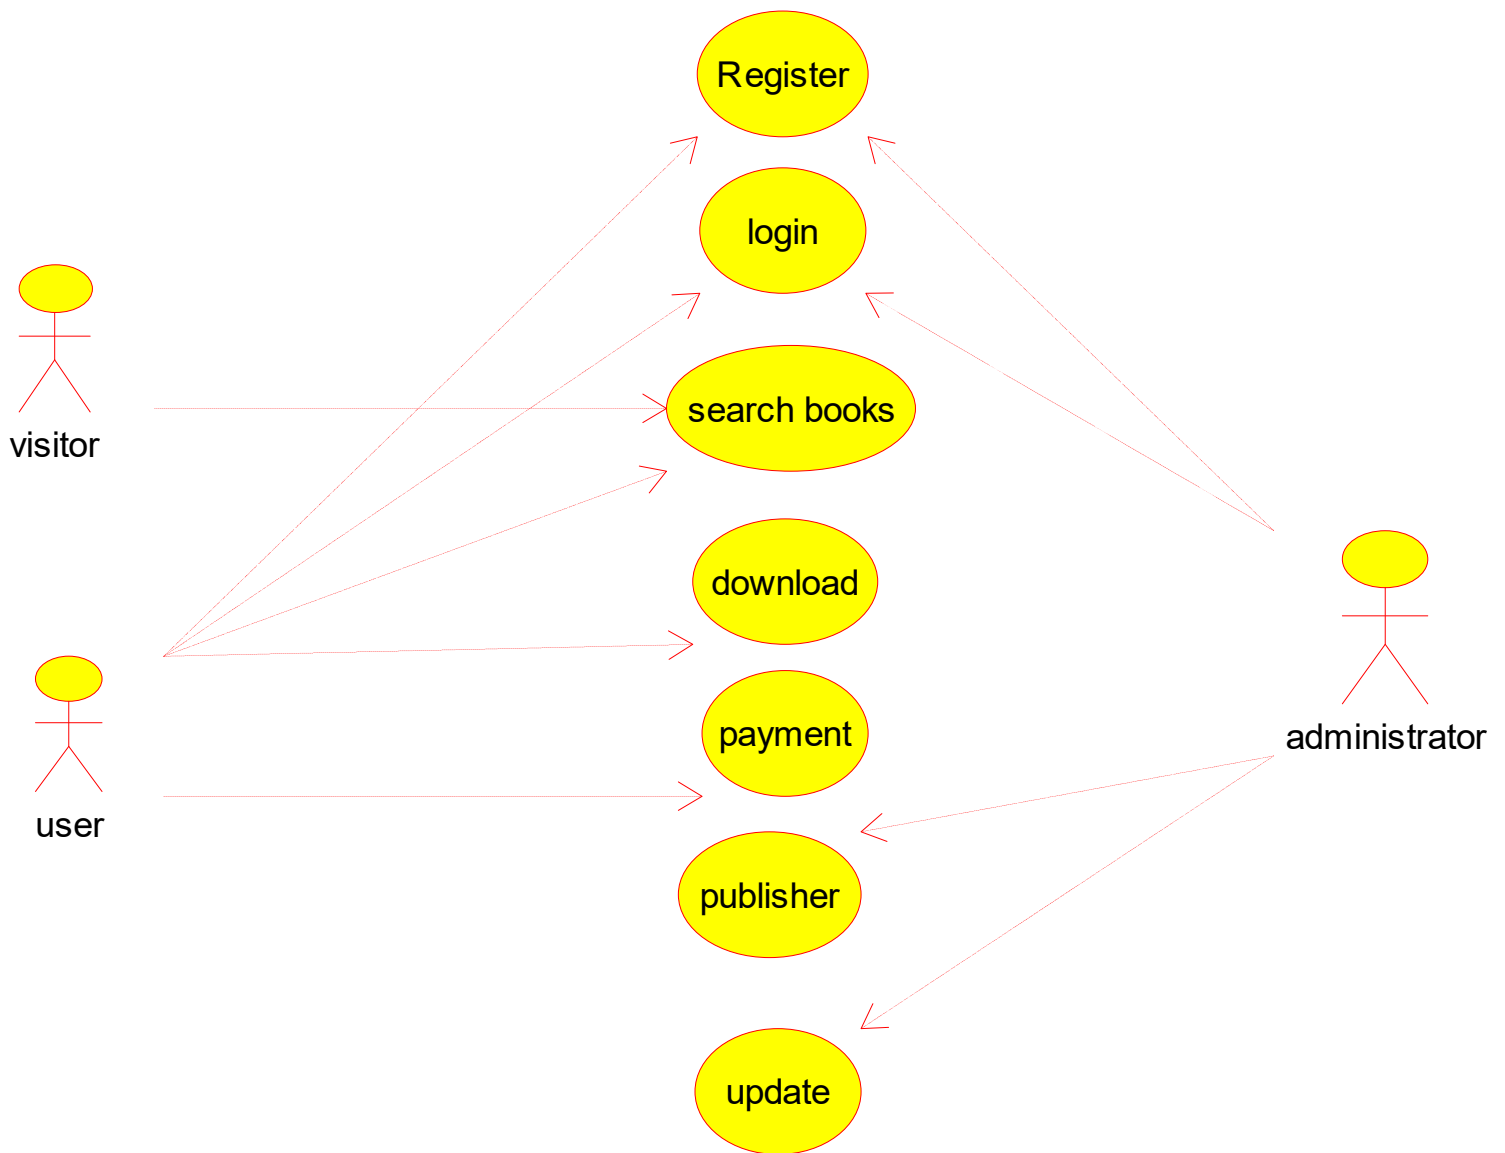 Register
login
visitor
search books
download
payment
administrator
user
publisher
update